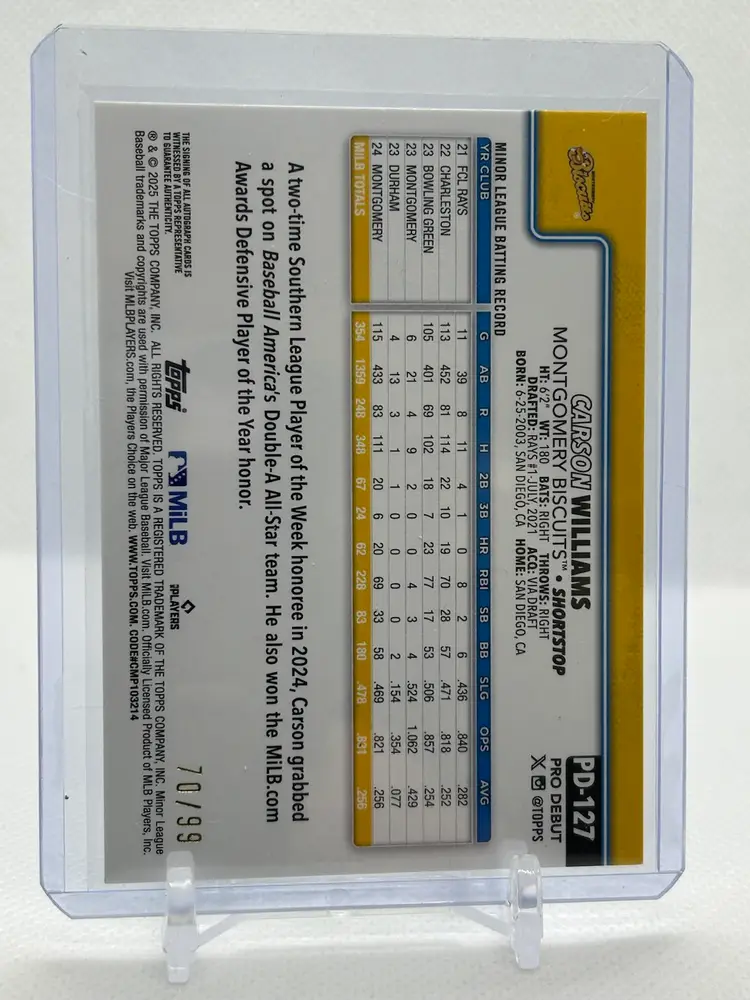 Biscuits
CARSON WILLIAMS
MONTGOMERY BISCUITS™ • SHORTSTOP
HT: 6'2" WT: 180 BATS: RIGHT THROWS: RIGHT
DRAFTED: RAYS #1-JULY, 2021 ACQ: VIA DRAFT
BORN: 6-25-2003, SAN DIEGO, CA HOME: SAN DIEGO, CA
PD-127
PRO DEBUT
X @TOPPS
MINOR LEAGUE BATTING RECORD
YR CLUB G AB R H 2B 3B HR RBI SB BB SLG OPS AVG
21 FCL RAYS 11 39 8 11 4 1 0 8 2 6 .436 .840 .282
22 CHARLESTON 113 452 81 114 22 10 19 70 28 57 .471 .818 .252
23 BOWLING GREEN 105 401 69 102 18 7 23 77 17 53 .506 .857 .254
23 MONTGOMERY 6 21 4 9 2 0 0 4 3 4 .524 1.062 .429
23 DURHAM 4 13 3 1 1 0 0 0 0 2 .154 .354 .077
24 MONTGOMERY 115 433 83 111 20 6 20 69 33 58 .469 .821 .256
MILB TOTALS 354 1359 248 348 67 24 62 228 83 180 .478 .831 .256
A two-time Southern League Player of the Week honoree in 2024, Carson grabbed
a spot on Baseball America's Double-A All-Star team. He also won the MiLB.com
Awards Defensive Player of the Year honor.
THE SIGNING OF ALL AUTOGRAPH CARDS IS
WITNESSED BY A TOPPS REPRESENTATIVE
TO GUARANTEE AUTHENTICITY.
topps
MiLB
PLAYERS
70/99
® & © 2025 THE TOPPS COMPANY, INC. ALL RIGHTS RESERVED. TOPPS IS A REGISTERED TRADEMARK OF THE TOPPS COMPANY, INC. Minor League
Baseball trademarks and copyrights are used with permission of Major League Baseball. Visit MiLB.com. Officially Licensed Product of MLB Players, Inc.
Visit MLBPLAYERS.com, the Players Choice on the web. WWW.TOPPS.COM. CODE#CMP103214